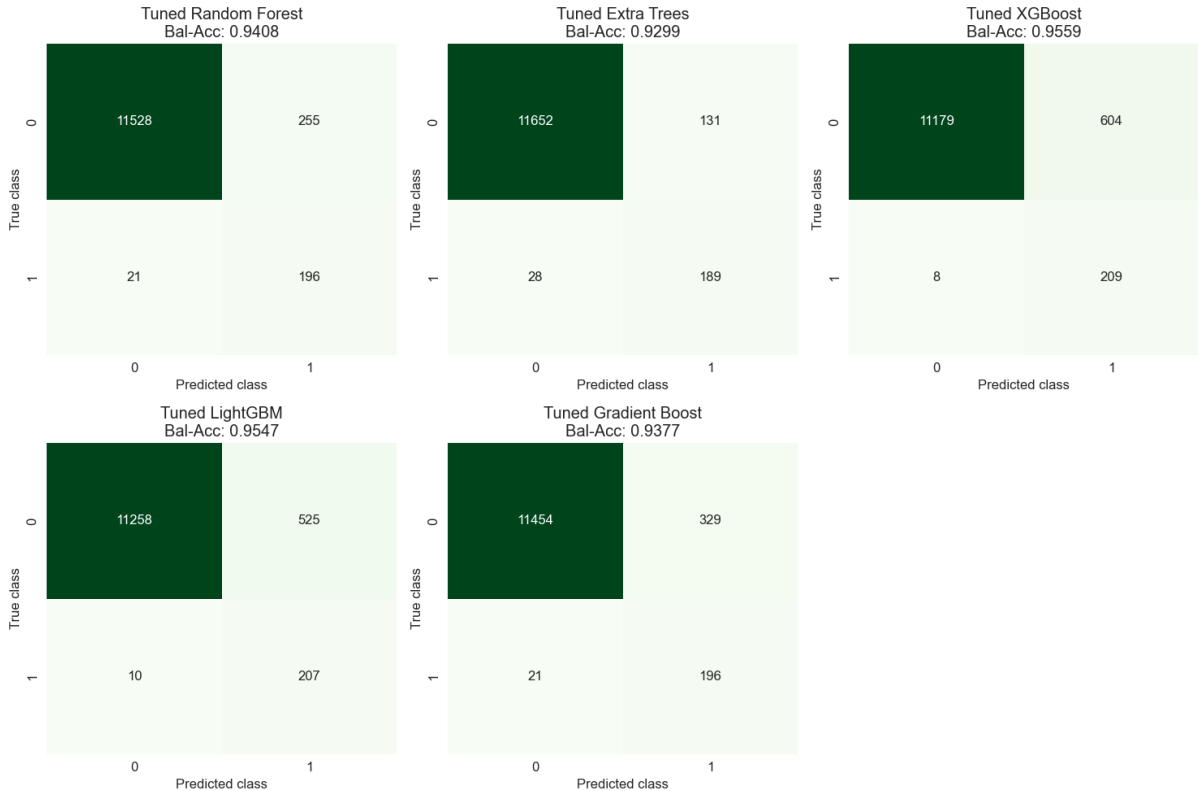 Tuned Random Forest
Bal-Acc: 0.9408
0
11528
255
True class
1
21
196
0
1
Predicted class
Tuned Extra Trees
Bal-Acc: 0.9299
0
11652
131
True class
1
28
189
0
1
Predicted class
Tuned XGBoost
Bal-Acc: 0.9559
0
11179
604
True class
1
8
209
0
1
Predicted class
Tuned LightGBM
Bal-Acc: 0.9547
0
11258
525
True class
1
10
207
0
1
Predicted class
Tuned Gradient Boost
Bal-Acc: 0.9377
0
11454
329
True class
1
21
196
0
1
Predicted class